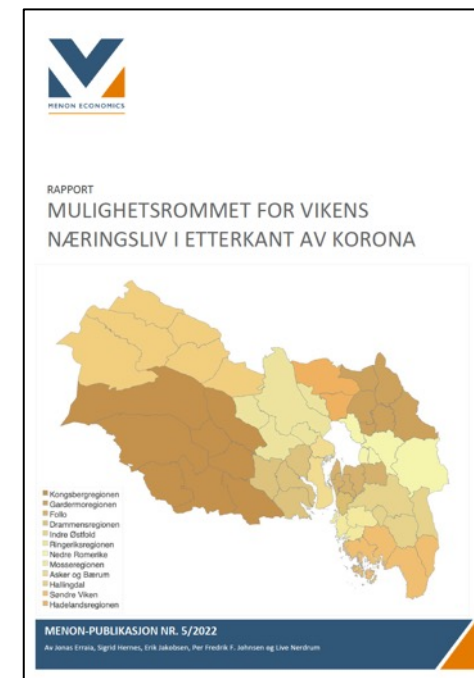 MENON ECONOMICS
RAPPORT
MULIGHETSROMMET FOR VIKENS
NÆRINGSLIV I ETTERKANT AV KORONA
Kongsbergregionen
Gardermoregionen
Follo
Drammensregionen
Indre Østfold
Ringeriksregionen
Nedre Romerike
Mosseregionen
Asker og Bærum
Hallingdal
Søndre Viken
Hadelandsregionen
MENON-PUBLIKASJON NR. 5/2022
Av Jonas Erraia, Sigrid Hernes, Erik Jakobsen, Per Fredrik F. Johnsen og Live Nerdrum